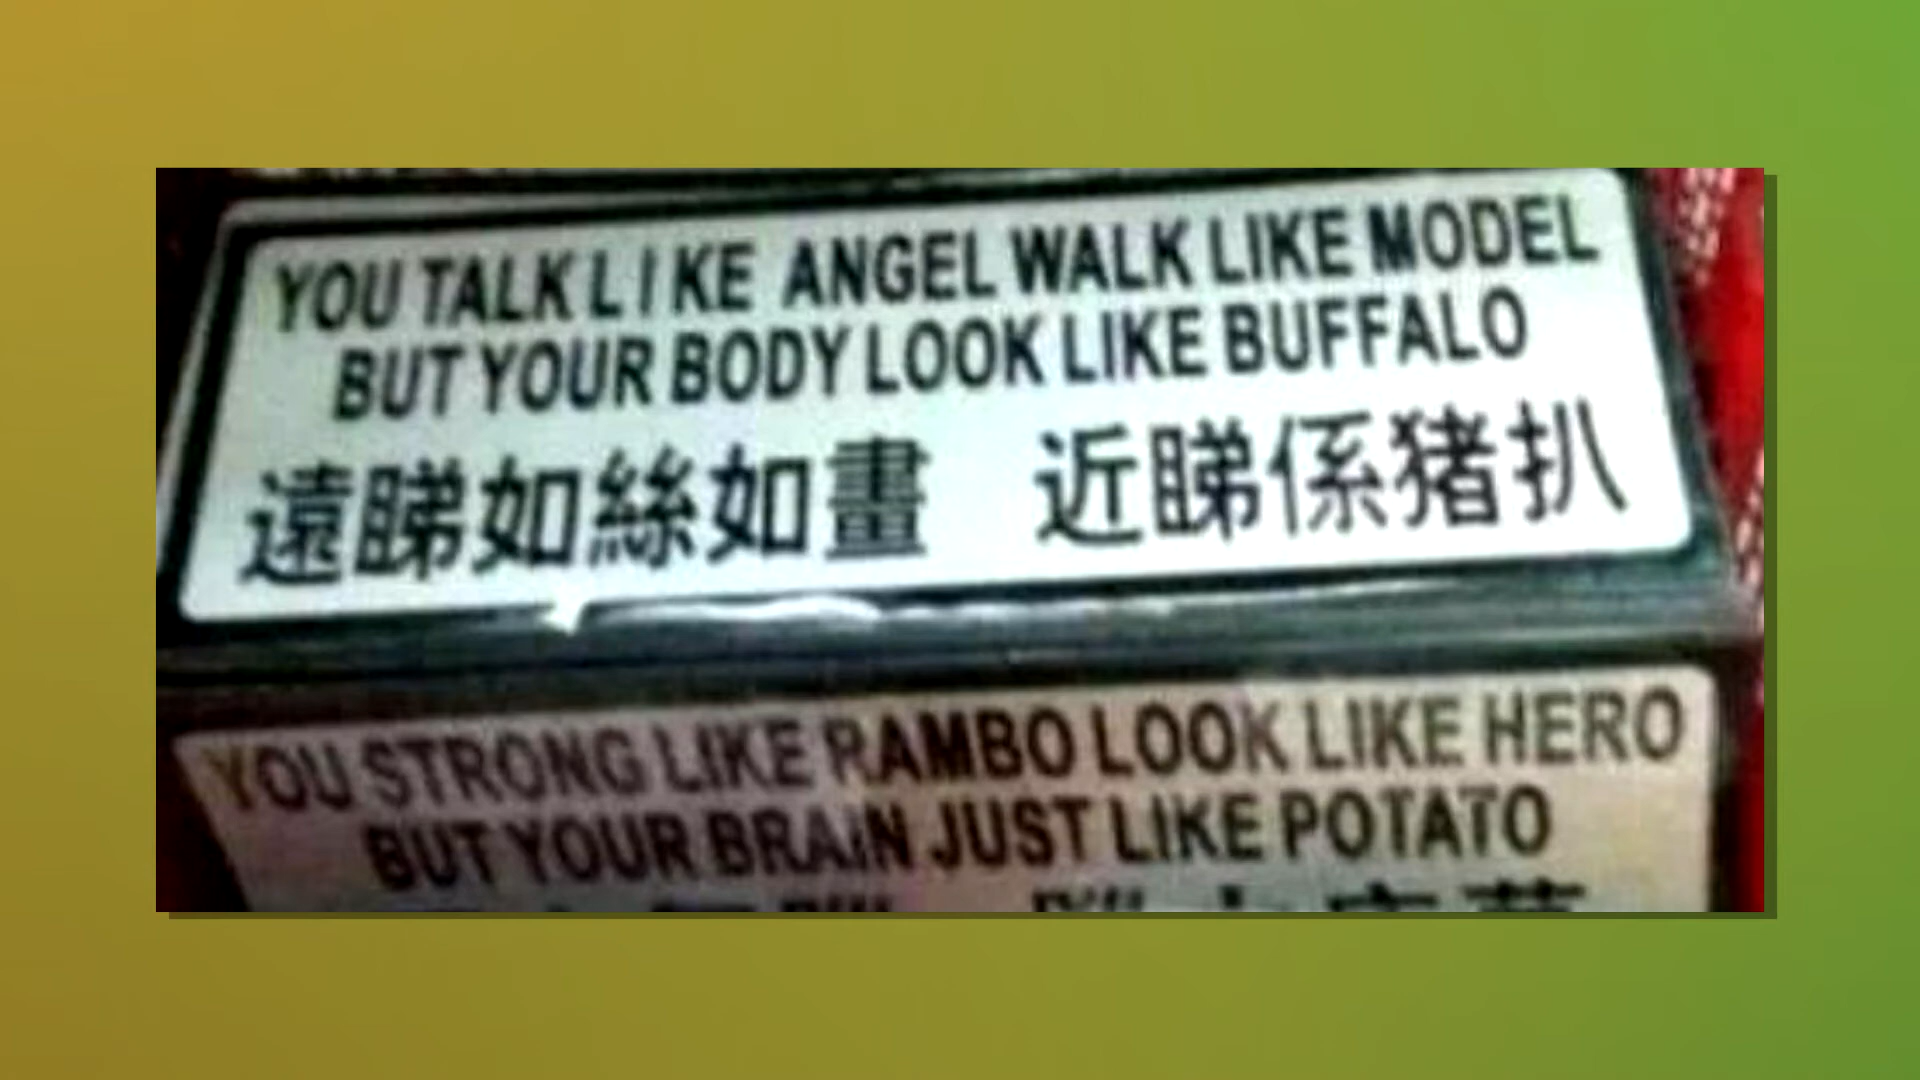 YOU TALK LIKE ANGEL WALK LIKE MODEL
BUT YOUR BODY LOOK LIKE BUFFALO
遠睇如絲如畫 近睇係猪扒
YOU STRONG LIKE RAMBO LOOK LIKE HERO
BUT YOUR BRAIN JUST LIKE POTATO